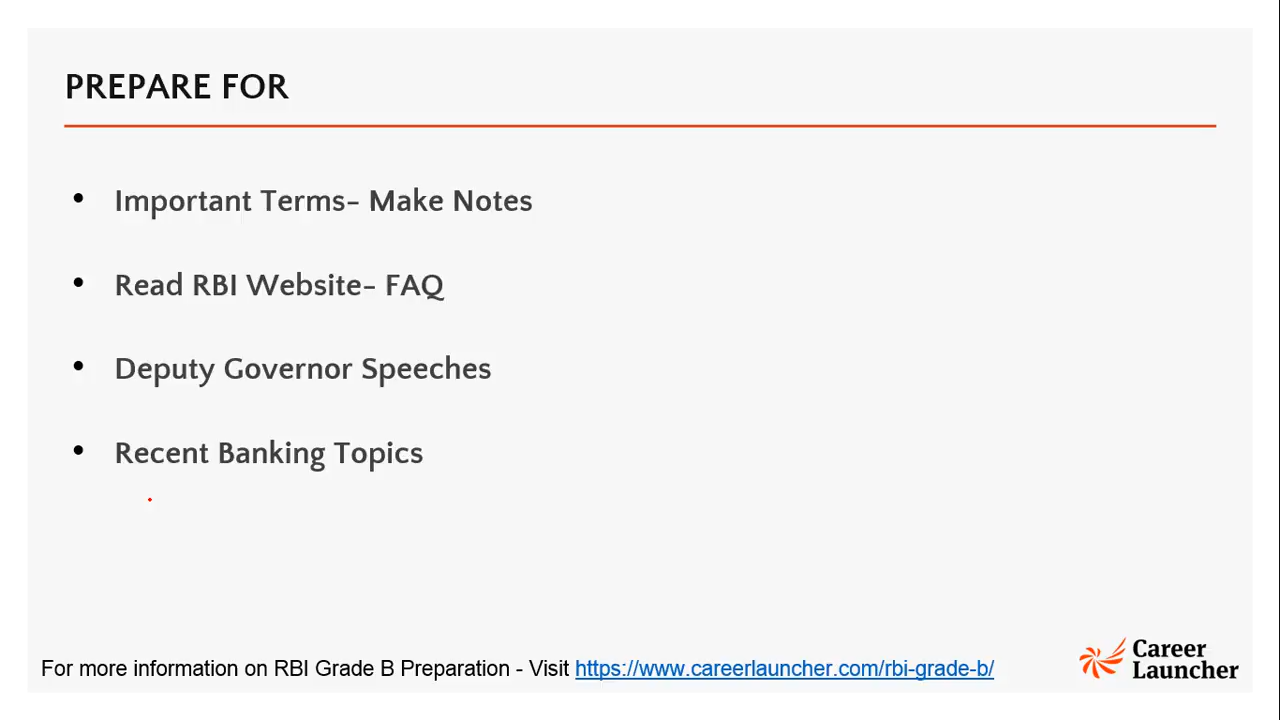 PREPARE FOR
• Important Terms- Make Notes
• Read RBI Website- FAQ
• Deputy Governor Speeches
• Recent Banking Topics
For more information on RBI Grade B Preparation - Visit https://www.careerlauncher.com/rbi-grade-b/
Career
Launcher